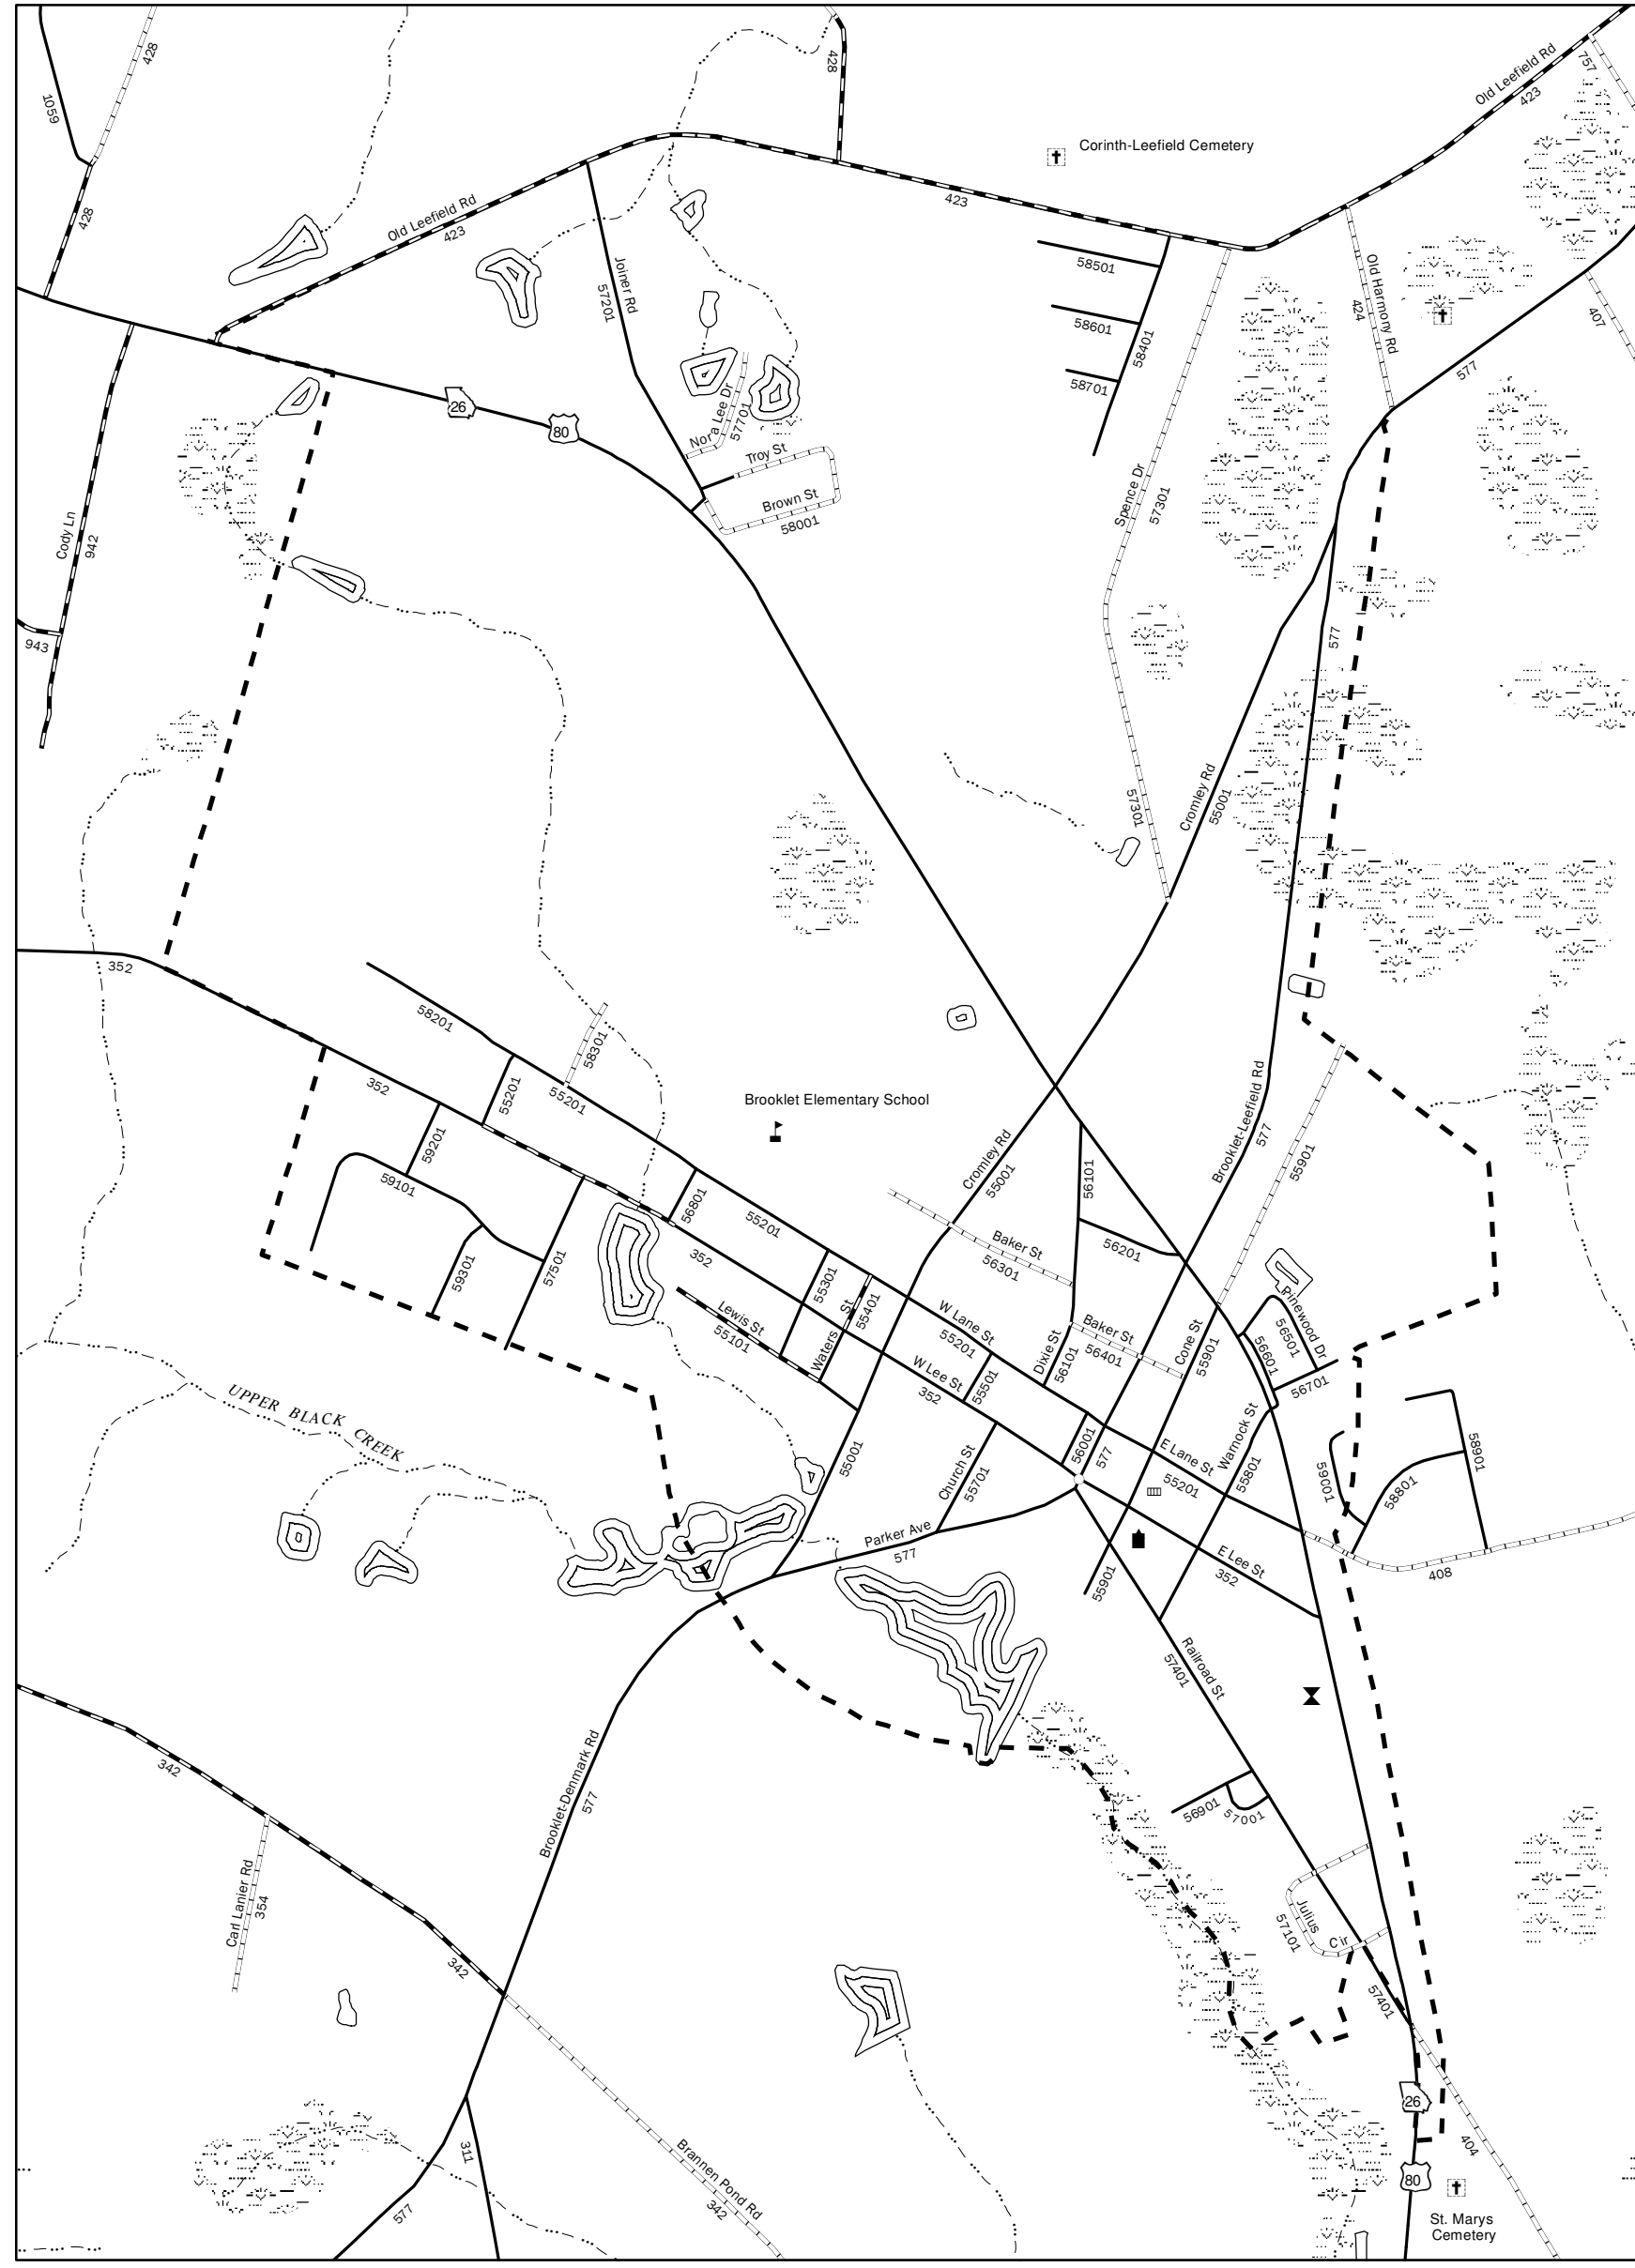 428
1059
428
428
Old Leefield Rd
423
757
Corinth-Leefield Cemetery
Old Leefield Rd
423
423
Joiner Rd
57201
58501
58601
58701
58401
Old Harmony Rd
424
407
577
26
80
Nora Lee Dr
57701
Troy St
Brown St
58001
Spence Dr
57301
Cody Ln
942
943
577
Cromley Rd
55001
57301
352
58201
58301
352
55201
55201
Brooklet Elementary School
Brooklet-Leefield Rd
577
55901
59201
59101
Cromley Rd
55001
56101
56801
55201
352
Baker St
56301
56201
59301
57501
55301
Waters St
55401
Lewis St
55101
W Lane St
55201
W Lee St
352
55501
Dixie St
56101
Baker St
56401
Cone St
55901
Pinewood Dr
56501
56601
56701
UPPER BLACK
CREEK
55001
Church St
55701
56001
577
E Lane St
55201
Warnock St
55801
59001
58801
58901
Parker Ave
577
55901
E Lee St
352
408
Railroad St
57401
342
Brooklet-Denmark Rd
577
56901
57001
Carl Lanier Rd
354
Julius Cir
57101
342
57401
26
311
Brannen Pond Rd
342
404
80
577
St. Marys
Cemetery